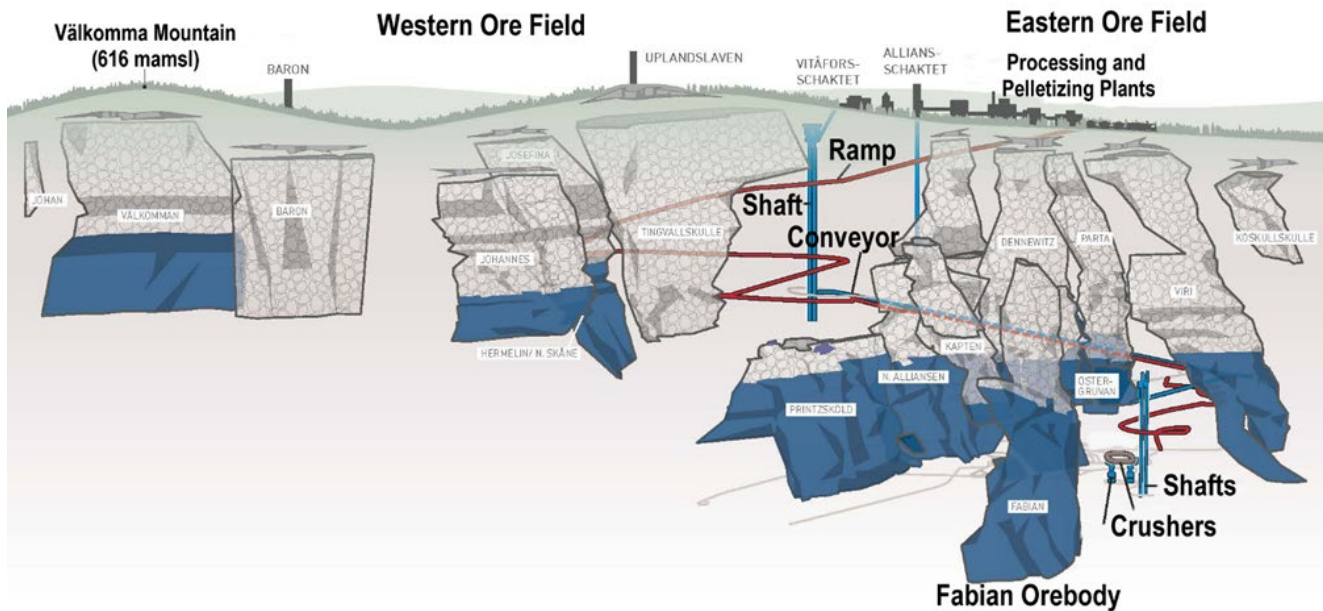 Välkomma Mountain
(616 mamsl)
Western Ore Field
Eastern Ore Field
BARON
UPLANDSLAVEN
VITÅFORS-
SCHAKTET
ALLIANS-
SCHAKTET
Processing and
Pelletizing Plants
JOHAN
VÄLKOMMAN
BARON
JOSEFINA
JOHANNES
TINGVALLSKULLE
HERMELIN/ N. SKÅNE
Ramp
Shaft
Conveyor
DENNEWITZ
PARTA
KOSKULLSKULLE
VIRI
KAPTEN
N. ALLIANSEN
PRINTZSKÖLD
ÖSTER-
GRUVAN
FABIAN
Shafts
Crushers
Fabian Orebody